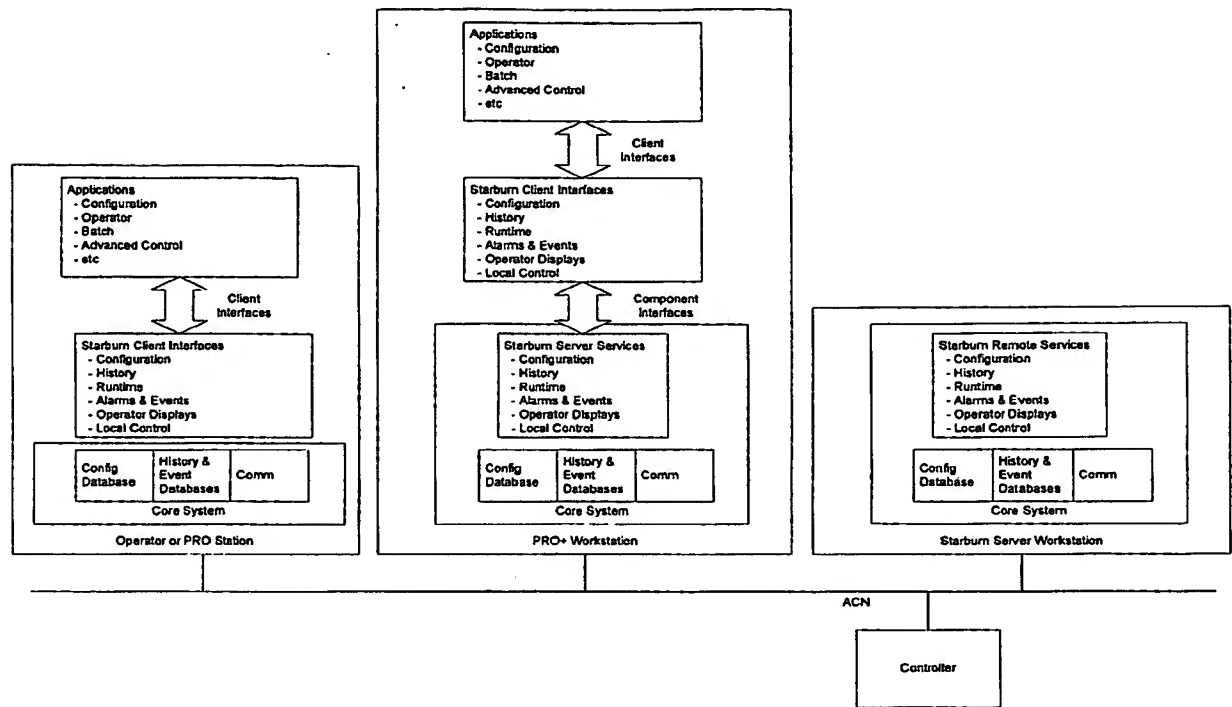 Applications
- Configuration
- Operator
- Batch
- Advanced Control
- etc
Client
Interfaces
Starburn Client Interfaces
- Configuration
- History
- Runtime
- Alarms & Events
- Operator Displays
- Local Control
Config
Database
History &
Event
Databases
Comm
Core System
Operator or PRO Station
Applications
- Configuration
- Operator
- Batch
- Advanced Control
- etc
Client
Interfaces
Starburn Client Interfaces
- Configuration
- History
- Runtime
- Alarms & Events
- Operator Displays
- Local Control
Component
Interfaces
Starburn Server Services
- Configuration
- History
- Runtime
- Alarms & Events
- Operator Displays
- Local Control
Config
Database
History &
Event
Databases
Comm
Core System
PRO+ Workstation
Starburn Remote Services
- Configuration
- History
- Runtime
- Alarms & Events
- Operator Displays
- Local Control
Config
Database
History &
Event
Databases
Comm
Core System
Starburn Server Workstation
ACN
Controller